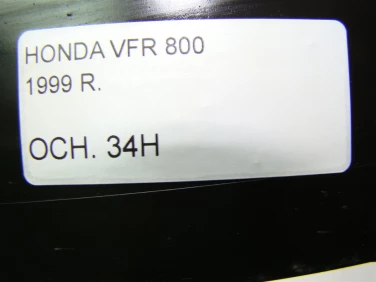 HONDA VFR 800
1999 R.
OCH. 34H